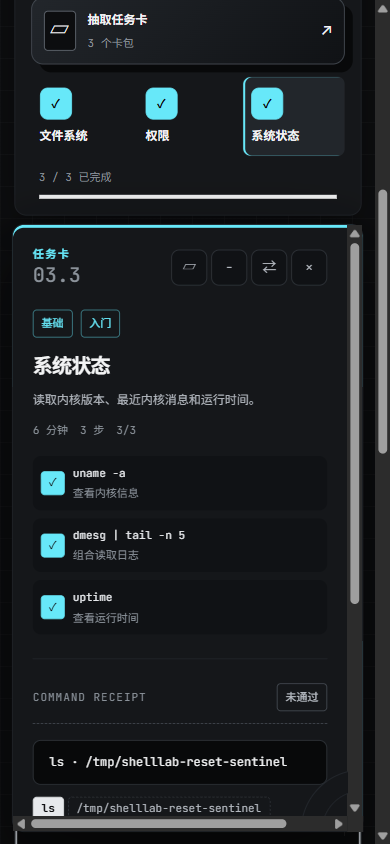 抽取任务卡
3 个卡包
文件系统
权限
系统状态
3 / 3 已完成
任务卡
03.3
基础
入门
系统状态
读取内核版本、最近内核消息和运行时间。
6 分钟 3 步 3/3
uname -a
查看内核信息
dmesg | tail -n 5
组合读取日志
uptime
查看运行时间
COMMAND RECEIPT
未通过
ls · /tmp/shelllab-reset-sentinel
ls /tmp/shelllab-reset-sentinel